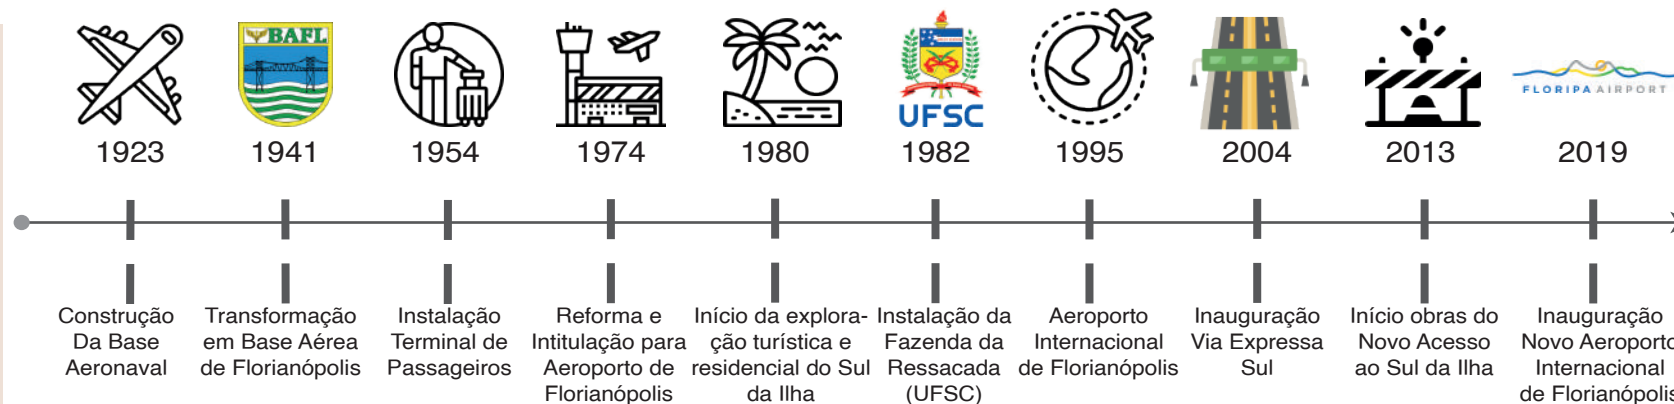 BAFL
UFSC
FLORIPA AIRPORT
1923
1941
1954
1974
1980
1982
1995
2004
2013
2019
Construção
Da Base
Aeronaval
Transformação
em Base Aérea
de Florianópolis
Instalação
Terminal de
Passageiros
Reforma e
Intitulação para
Aeroporto de
Florianópolis
Início da explora-
ção turística e
residencial do Sul
da Ilha
Instalação da
Fazenda da
Ressacada
(UFSC)
Aeroporto
Internacional
de Florianópolis
Inauguração
Via Expressa
Sul
Início obras do
Novo Acesso
ao Sul da Ilha
Inauguração
Novo Aeroporto
Internacional
de Florianópolis